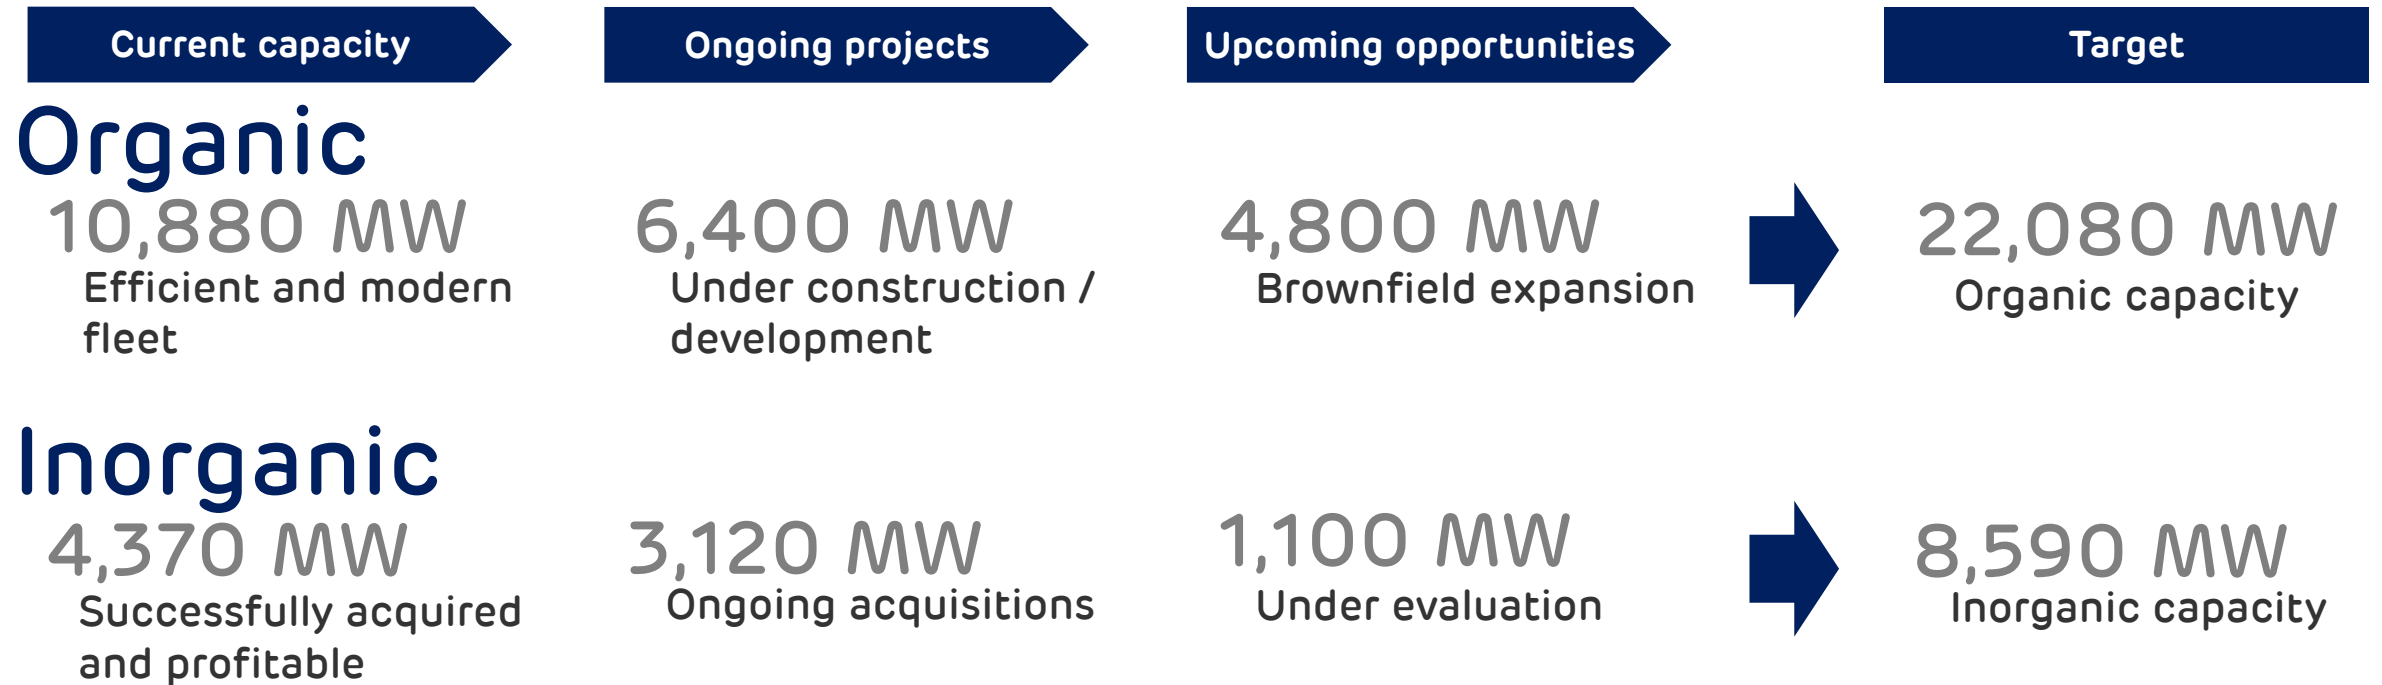 Current capacity
Ongoing projects
Upcoming opportunities
Target
Organic
10,880 MW
Efficient and modern
fleet
6,400 MW
Under construction /
development
4,800 MW
Brownfield expansion
22,080 MW
Organic capacity
Inorganic
4,370 MW
Successfully acquired
and profitable
3,120 MW
Ongoing acquisitions
1,100 MW
Under evaluation
8,590 MW
Inorganic capacity